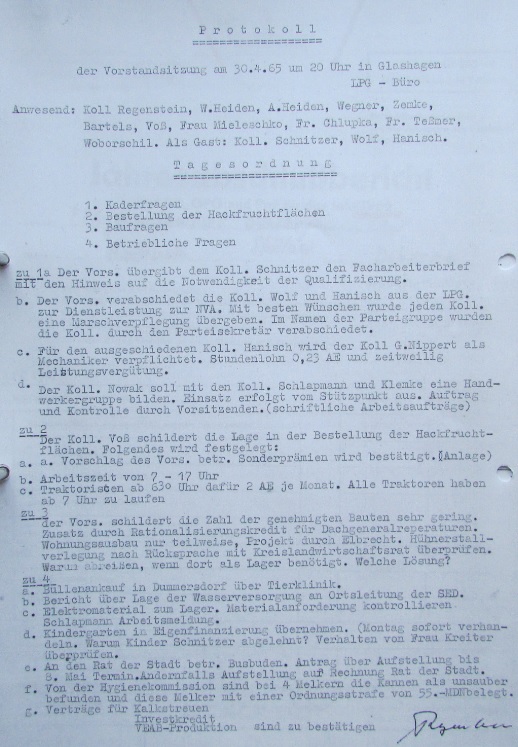 P r o t o k o l l
der Vorstandsitzung am 30.4.65 um 20 Uhr in Glashagen
LPG - Büro
Anwesend: Koll Regenstein, W.Heiden, A.Heiden, Wegner, Zemke,
Bartels, Voß, Frau Mieleschko, Fr. Chlupka, Fr. Teßmer,
Woborschil. Als Gast: Koll. Schnitzer, Wolf, Hanisch.
T a g e s o r d n u n g
1. Kaderfragen
2. Bestellung der Hackfruchtflächen
3. Baufragen
4. Betriebliche Fragen
zu 1a Der Vors. übergibt dem Koll. Schnitzer den Facharbeiterbrief
mit den Hinweis auf die Notwendigkeit der Qualifizierung.
b. Der Vors. verabschiedet die Koll. Wolf und Hanisch aus der LPG.
zur Dienstleistung zur NVA. Mit besten Wünschen wurde jeden Koll.
eine Marschverpflegung übergeben. Im Namen der Parteigruppe wurden
die Koll. durch den Parteisekretär verabschiedet.
c. Für den ausgeschiedenen Koll. Hanisch wird der Koll G.Nippert als
Mechaniker verpflichtet. Stundenlohn 0,23 AE und zeitweilig
Leistungsvergütung.
d. Der Koll. Nowak soll mit den Koll. Schlapmann und Klemke eine Hand-
werkergruppe bilden. Einsatz erfolgt vom Stützpunkt aus. Auftrag
und Kontrolle durch Vorsitzenden.(schriftliche Arbeitsaufträge)
zu 2
Der Koll. Voß schildert die Lage in der Bestellung der Hackfrucht-
flächen. Folgendes wird festgelegt:
a. a. Vorschlag des Vors. betr. Sonderprämien wird bestätigt.(Anlage)
b. Arbeitszeit von 7 - 17 Uhr
c. Traktoristen ab 630 Uhr dafür 2 AE je Monat. Alle Traktoren haben
ab 7 Uhr zu laufen
zu 3
der Vors. schildert die Zahl der genehmigten Bauten sehr gering.
Zusatz durch Rationalisierungskredit für Dachgeneralreperaturen.
Wohnungsausbau nur teilweise, Projekt durch Elbrecht. Hühnerstall-
verlegung nach Rücksprache mit Kreislandwirtschaftsrat überprüfen.
Warum abreißen, wenn dort als Lager benötigt. Welche Lösung?
zu 4
a. Büllenankauf in Dummersdorf über Tierklinik.
b. Bericht über Lage der Wasserversorgung an Ortsleitung der SED.
c. Elektromaterial zum Lager. Materialanforderung kontrollieren
Schlapmann Arbeitsmeldung.
d. Kindergarten in Eigenfinanzierung übernehmen. (Montag sofort verhan-
deln. Warum Kinder Schnitzer abgelehnt? Verhalten von Frau Kreiter
überprüfen.
e. An den Rat der Stadt betr. Busbuden. Antrag über Aufstellung bis
8. Mai Termin.Andernfalls Aufstellung auf Rechnung Rat der Stadt.
f. Von der Hygienekommission sind bei 4 Melkern die Kannen als unsauber
befunden und diese Melker mit einer Ordnungsstrafe von 55.-MDN belegt.
g. Verträge für Kalkstreuen
Investkredit
VEAB-Produktion sind zu bestätigen